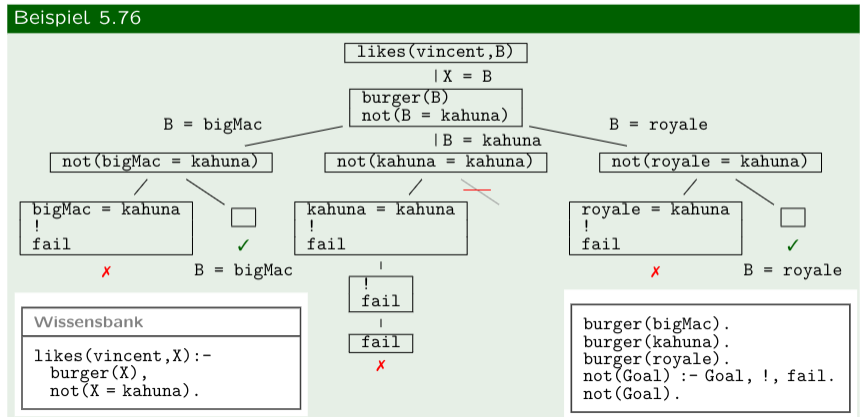 Beispiel 5.76
likes(vincent,B)
X = B
burger(B)
not(B = kahuna)
B = bigMac
B = kahuna
B = royale
not(bigMac = kahuna)
not(kahuna = kahuna)
not(royale = kahuna)
bigMac = kahuna
!
fail
✗
✓
B = bigMac
kahuna = kahuna
!
fail
!
fail
fail
✗
royale = kahuna
!
fail
✗
✓
B = royale
Wissensbank
likes(vincent,X):-
burger(X),
not(X = kahuna).
burger(bigMac).
burger(kahuna).
burger(royale).
not(Goal) :- Goal, !, fail.
not(Goal).